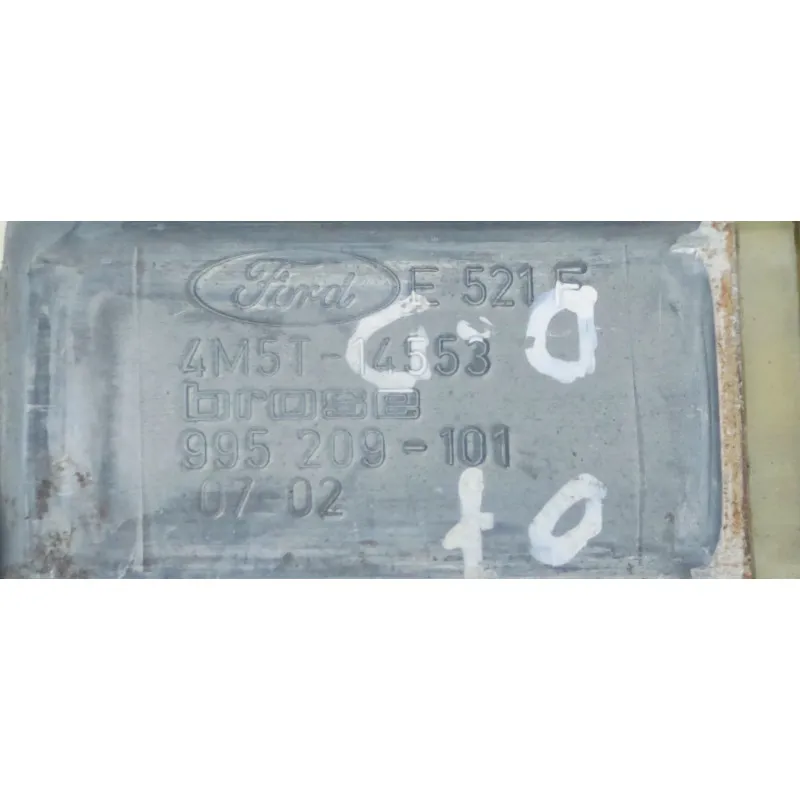 Ford E 521 F
4M5T-14553
brose
995 209-101
07-02